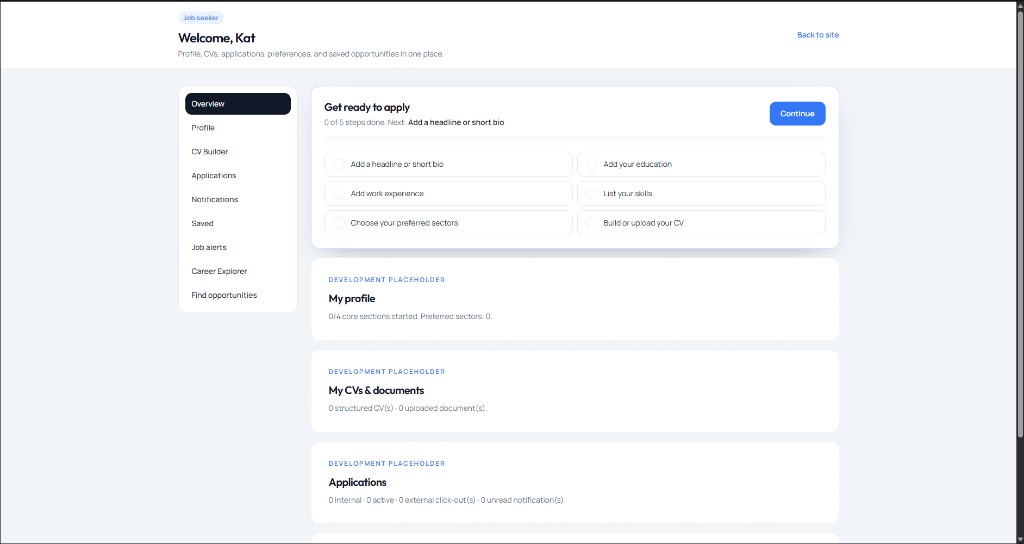 Job seeker
Welcome, Kat
Profile, CVs, applications, preferences, and saved opportunities in one place.
Back to site
Overview
Profile
CV Builder
Applications
Notifications
Saved
Job alerts
Career Explorer
Find opportunities
Get ready to apply
0 of 6 steps done. Next: Add a headline or short bio
Continue
Add a headline or short bio
Add your education
Add work experience
List your skills
Choose your preferred sectors
Build or upload your CV
DEVELOPMENT PLACEHOLDER
My profile
0/4 core sections started. Preferred sectors: 0.
DEVELOPMENT PLACEHOLDER
My CVs & documents
0 structured CV(s) · 0 uploaded document(s).
DEVELOPMENT PLACEHOLDER
Applications
0 internal · 0 active · 0 external click-out(s) · 0 unread notification(s).